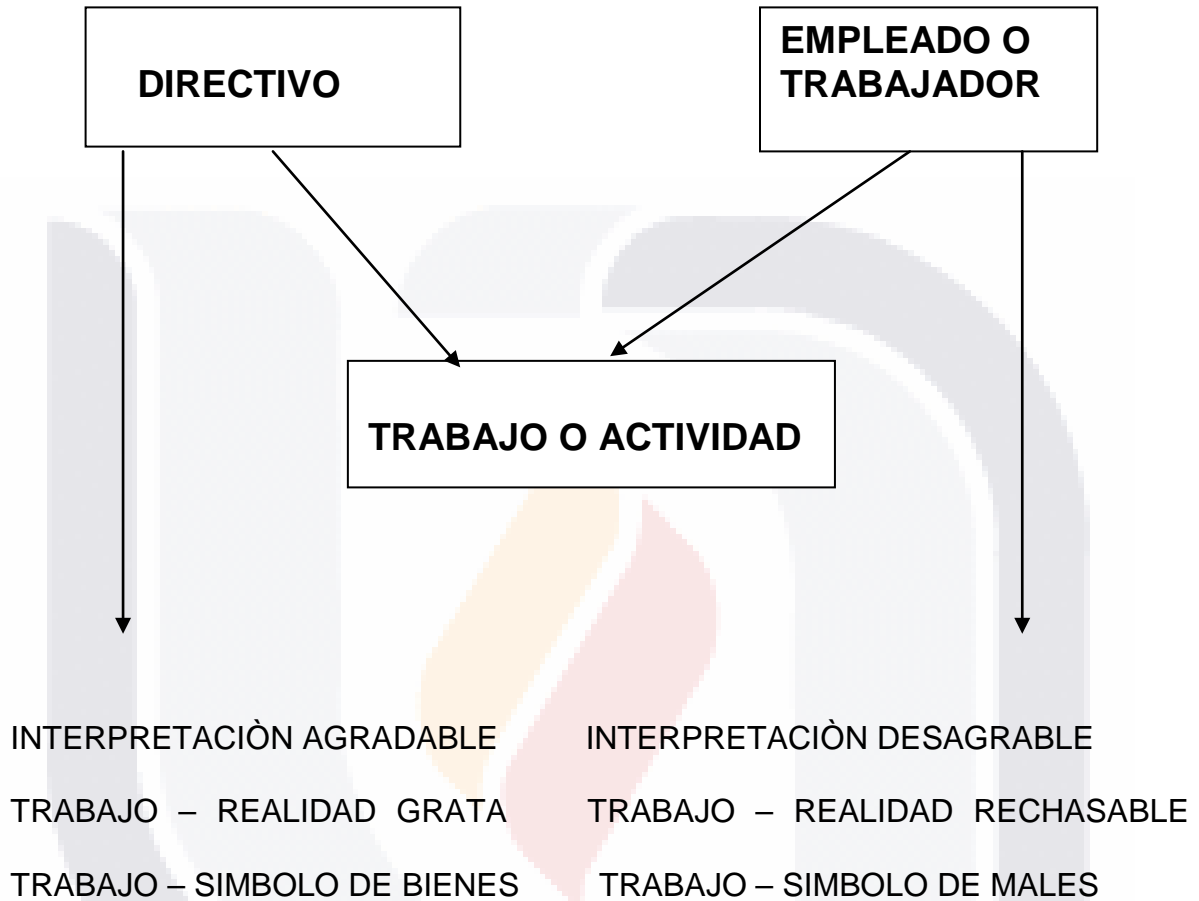 DIRECTIVO
EMPLEADO O
TRABAJADOR
TRABAJO O ACTIVIDAD
INTERPRETACIÒN AGRADABLE
INTERPRETACIÒN DESAGRABLE
TRABAJO – REALIDAD GRATA
TRABAJO – REALIDAD RECHASABLE
TRABAJO – SIMBOLO DE BIENES
TRABAJO – SIMBOLO DE MALES